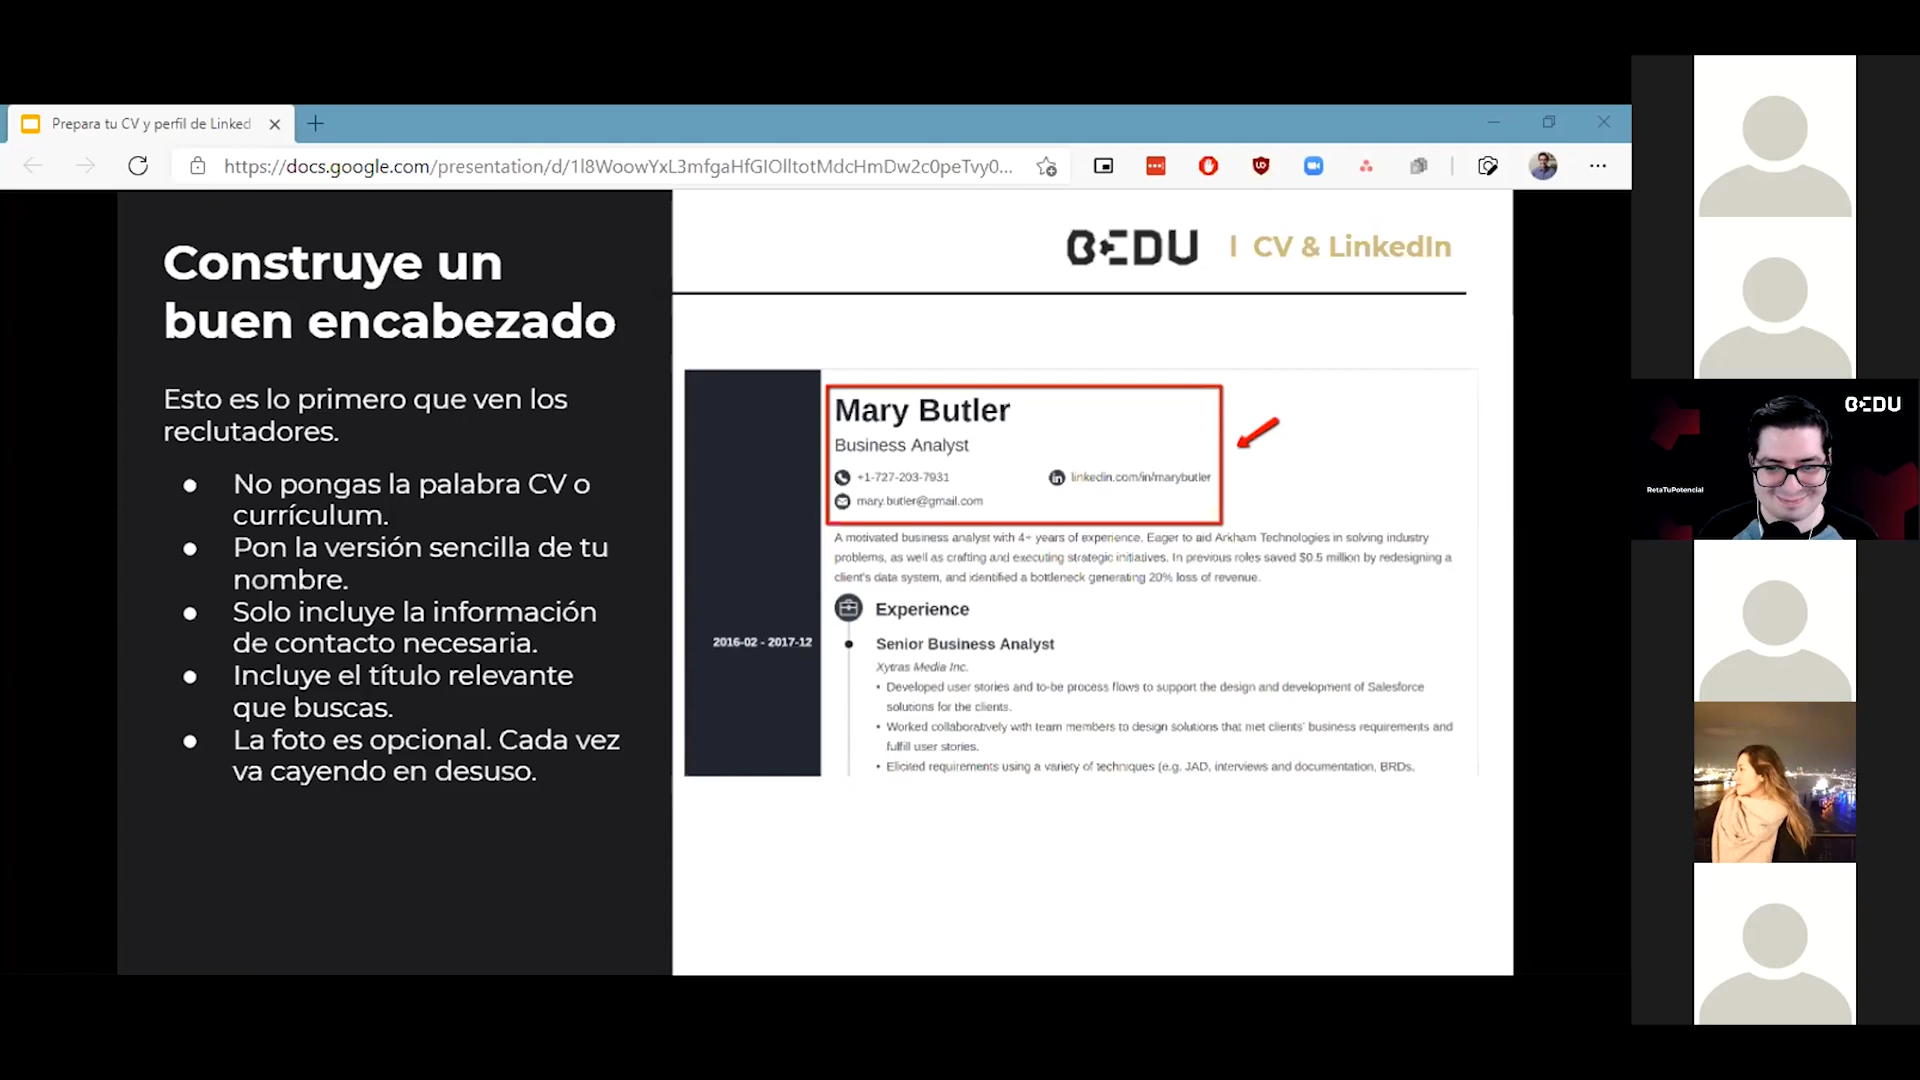 Prepara tu CV y perfil de Linked
https://docs.google.com/presentation/d/1l8WoowYxL3mfgaHfGIOlltotMdcHmDw2c0peTvy0...
Construye un
buen encabezado
Esto es lo primero que ven los
reclutadores.
● No pongas la palabra CV o
currículum.
● Pon la versión sencilla de tu
nombre.
● Solo incluye la información
de contacto necesaria.
● Incluye el título relevante
que buscas.
● La foto es opcional. Cada vez
va cayendo en desuso.
BEDU | CV & LinkedIn
Mary Butler
Business Analyst
+1-727-203-7931
linkedin.com/in/marybutler
mary.butler@gmail.com
A motivated business analyst with 4+ years of experience. Eager to aid Arkham Technologies in solving industry
problems, as well as crafting and executing strategic initiatives. In previous roles saved $0.5 million by redesigning a
client's data system, and identified a bottleneck generating 20% loss of revenue.
Experience
2016-02 - 2017-12
Senior Business Analyst
Xytras Media Inc.
• Developed user stories and to-be process flows to support the design and development of Salesforce
solutions for the clients.
• Worked collaboratively with team members to design solutions that met clients' business requirements and
fulfill user stories.
• Elicited requirements using a variety of techniques (e.g. JAD, interviews and documentation, BRDs.
BEDU
RetaTuPotencial